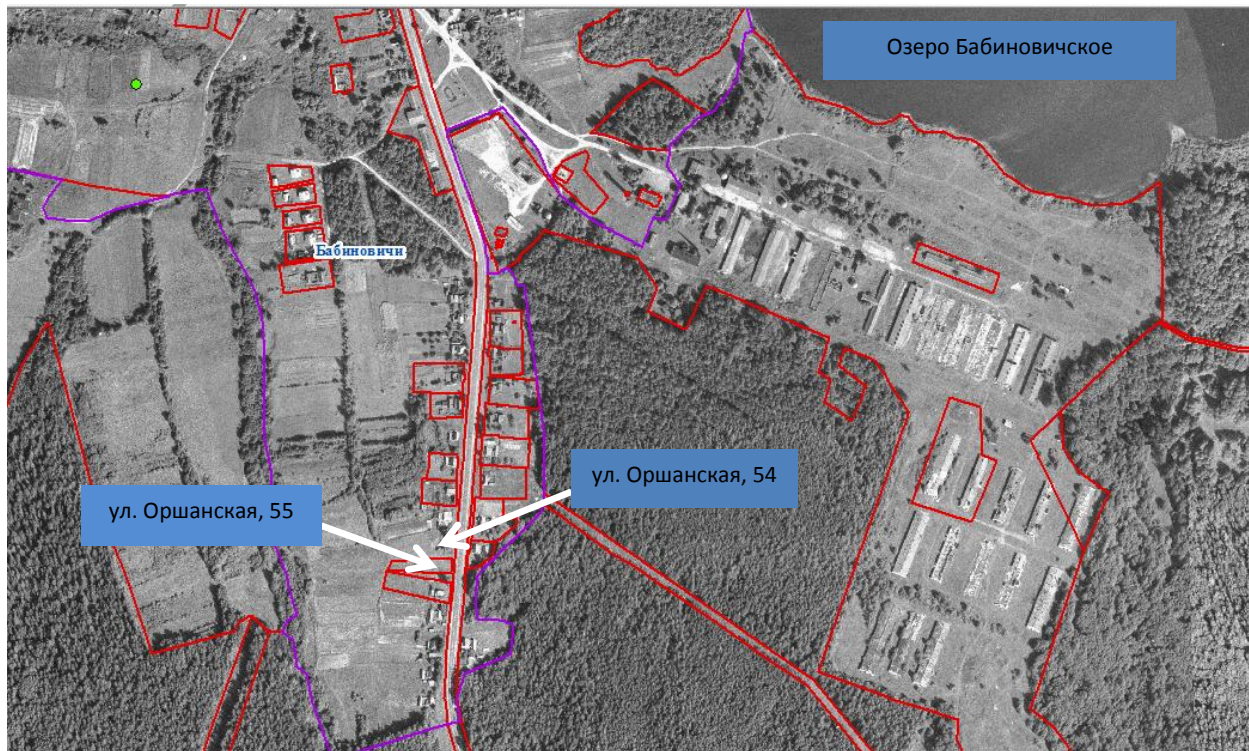 Озеро Бабиновичское
Бабиновичи
ул. Оршанская, 54
ул. Оршанская, 55